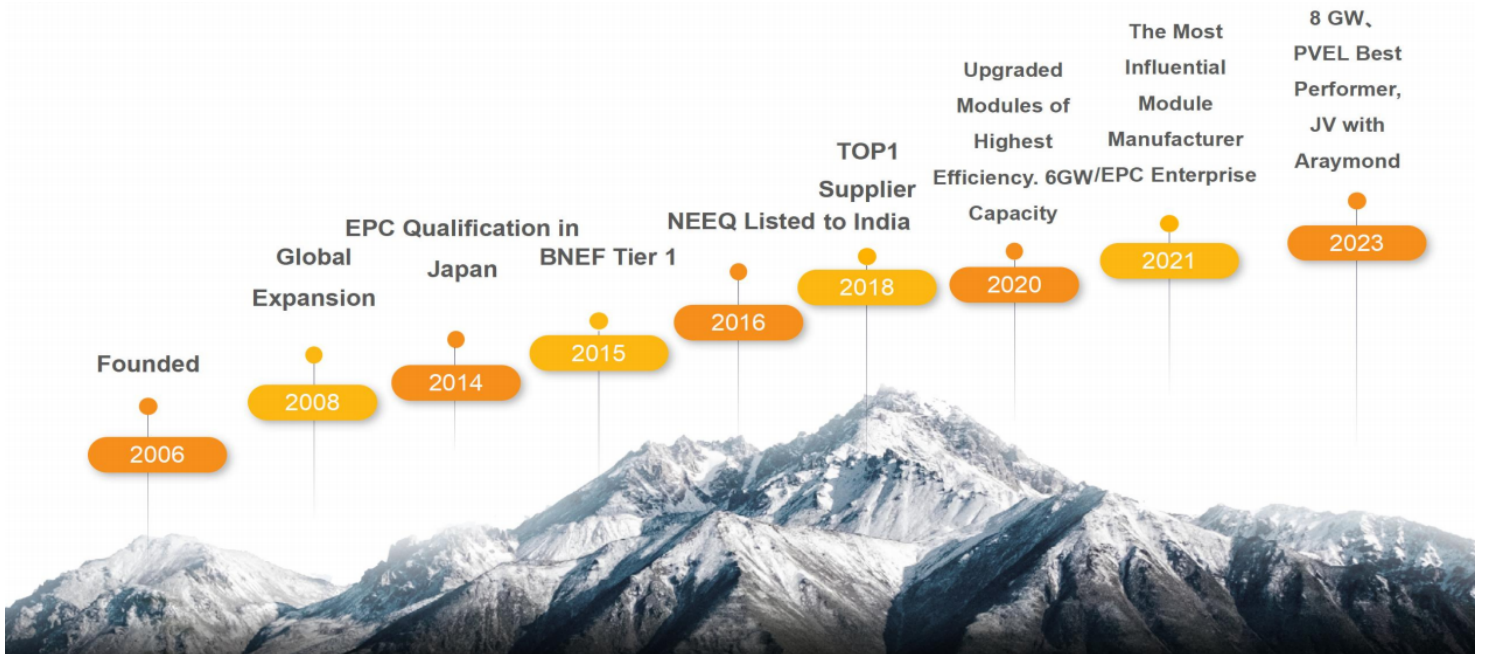 Founded
2006
Global
Expansion
2008
EPC Qualification in
Japan
2014
BNEF Tier 1
2015
NEEQ Listed
2016
TOP1
Supplier
to India
2018
Upgraded
Modules of
Highest
Efficiency. 6GW
Capacity
2020
The Most
Influential
Module
Manufacturer
/EPC Enterprise
2021
8 GW、
PVEL Best
Performer,
JV with
Araymond
2023